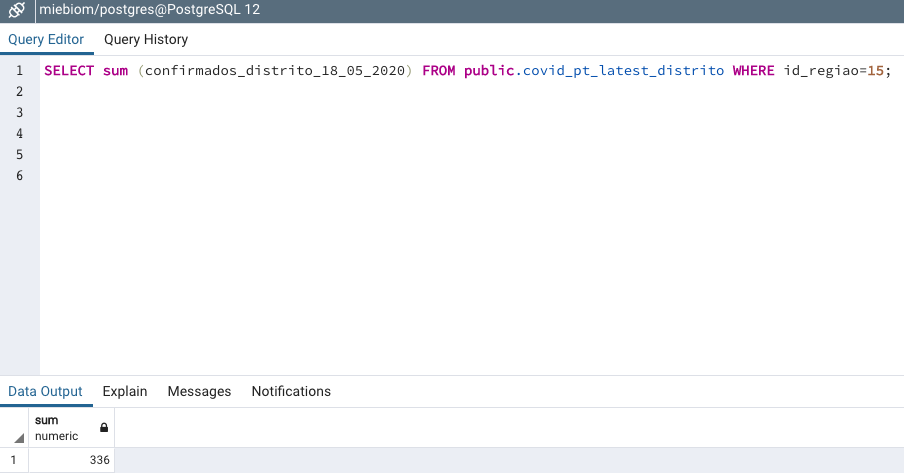 miebiom/postgres@PostgreSQL 12
Query Editor Query History
1 SELECT sum (confirmados_distrito_18_05_2020) FROM public.covid_pt_latest_distrito WHERE id_regiao=15;
2
3
4
5
6
Data Output Explain Messages Notifications
sum
numeric
1 336